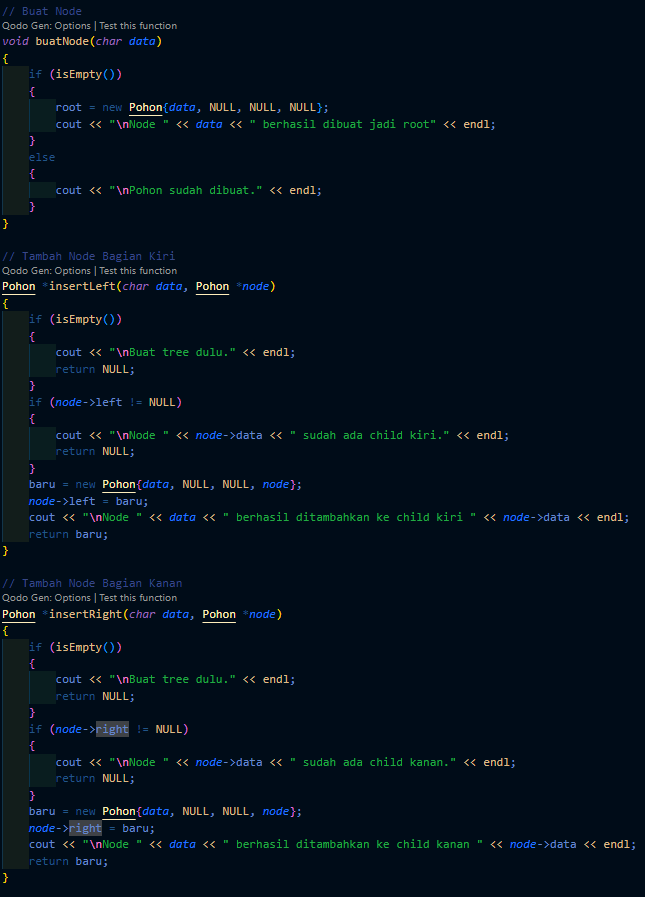 // Buat Node
Qodo Gen: Options | Test this function
void buatNode(char data)
{
    if (isEmpty())
    {
        root = new Pohon{data, NULL, NULL, NULL};
        cout << "\nNode " << data << " berhasil dibuat jadi root" << endl;
    }
    else
    {
        cout << "\nPohon sudah dibuat." << endl;
    }
}

// Tambah Node Bagian Kiri
Qodo Gen: Options | Test this function
Pohon *insertLeft(char data, Pohon *node)
{
    if (isEmpty())
    {
        cout << "\nBuat tree dulu." << endl;
        return NULL;
    }
    if (node->left != NULL)
    {
        cout << "\nNode " << node->data << " sudah ada child kiri." << endl;
        return NULL;
    }
    baru = new Pohon{data, NULL, NULL, node};
    node->left = baru;
    cout << "\nNode " << data << " berhasil ditambahkan ke child kiri " << node->data << endl;
    return baru;
}

// Tambah Node Bagian Kanan
Qodo Gen: Options | Test this function
Pohon *insertRight(char data, Pohon *node)
{
    if (isEmpty())
    {
        cout << "\nBuat tree dulu." << endl;
        return NULL;
    }
    if (node->right != NULL)
    {
        cout << "\nNode " << node->data << " sudah ada child kanan." << endl;
        return NULL;
    }
    baru = new Pohon{data, NULL, NULL, node};
    node->right = baru;
    cout << "\nNode " << data << " berhasil ditambahkan ke child kanan " << node->data << endl;
    return baru;
}